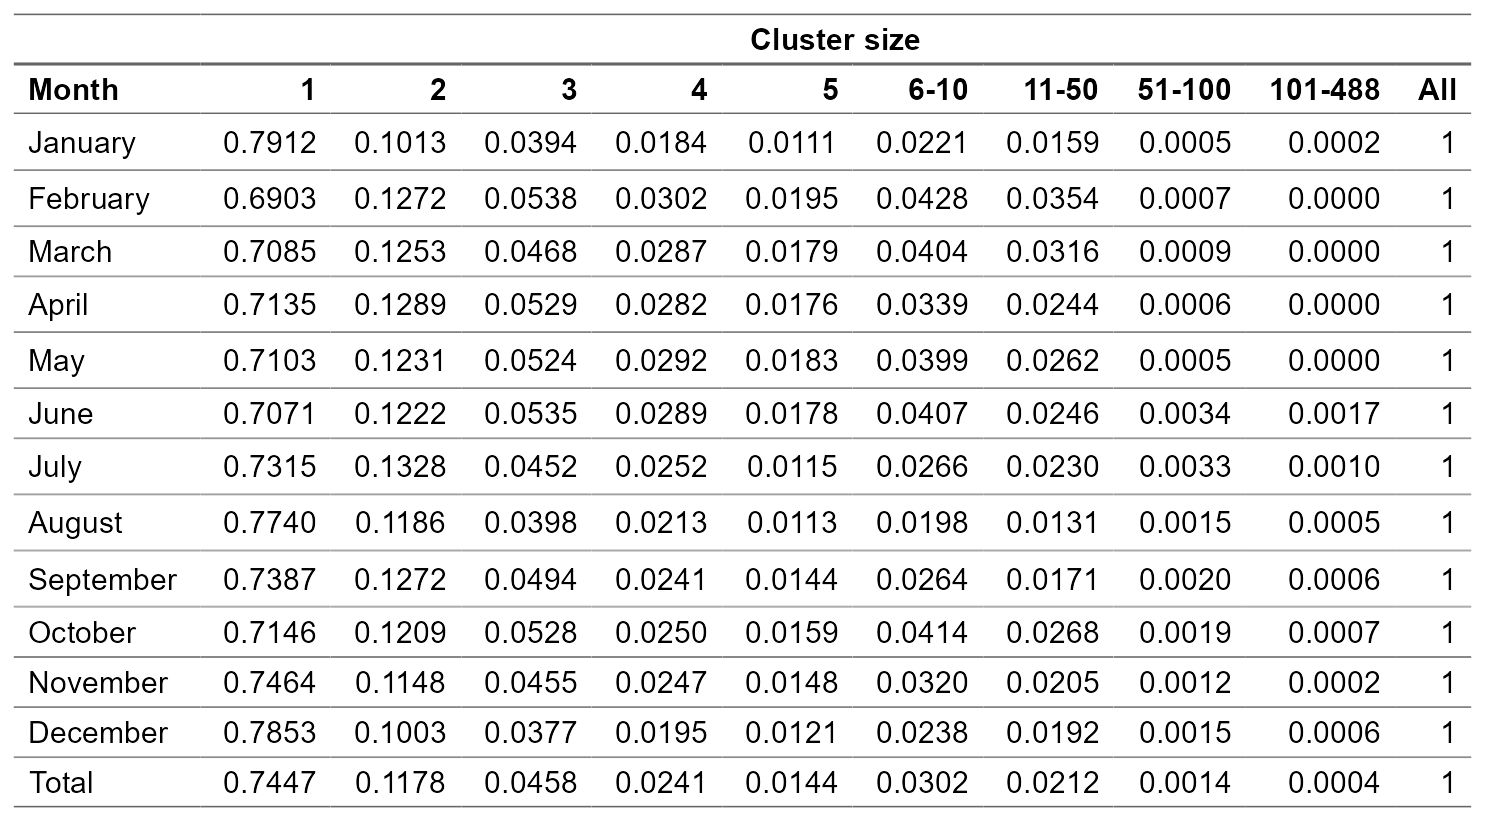 Cluster size
Month 1 2 3 4 5 6-10 11-50 51-100 101-488 All
January 0.7912 0.1013 0.0394 0.0184 0.0111 0.0221 0.0159 0.0005 0.0002 1
February 0.6903 0.1272 0.0538 0.0302 0.0195 0.0428 0.0354 0.0007 0.0000 1
March 0.7085 0.1253 0.0468 0.0287 0.0179 0.0404 0.0316 0.0009 0.0000 1
April 0.7135 0.1289 0.0529 0.0282 0.0176 0.0339 0.0244 0.0006 0.0000 1
May 0.7103 0.1231 0.0524 0.0292 0.0183 0.0399 0.0262 0.0005 0.0000 1
June 0.7071 0.1222 0.0535 0.0289 0.0178 0.0407 0.0246 0.0034 0.0017 1
July 0.7315 0.1328 0.0452 0.0252 0.0115 0.0266 0.0230 0.0033 0.0010 1
August 0.7740 0.1186 0.0398 0.0213 0.0113 0.0198 0.0131 0.0015 0.0005 1
September 0.7387 0.1272 0.0494 0.0241 0.0144 0.0264 0.0171 0.0020 0.0006 1
October 0.7146 0.1209 0.0528 0.0250 0.0159 0.0414 0.0268 0.0019 0.0007 1
November 0.7464 0.1148 0.0455 0.0247 0.0148 0.0320 0.0205 0.0012 0.0002 1
December 0.7853 0.1003 0.0377 0.0195 0.0121 0.0238 0.0192 0.0015 0.0006 1
Total 0.7447 0.1178 0.0458 0.0241 0.0144 0.0302 0.0212 0.0014 0.0004 1